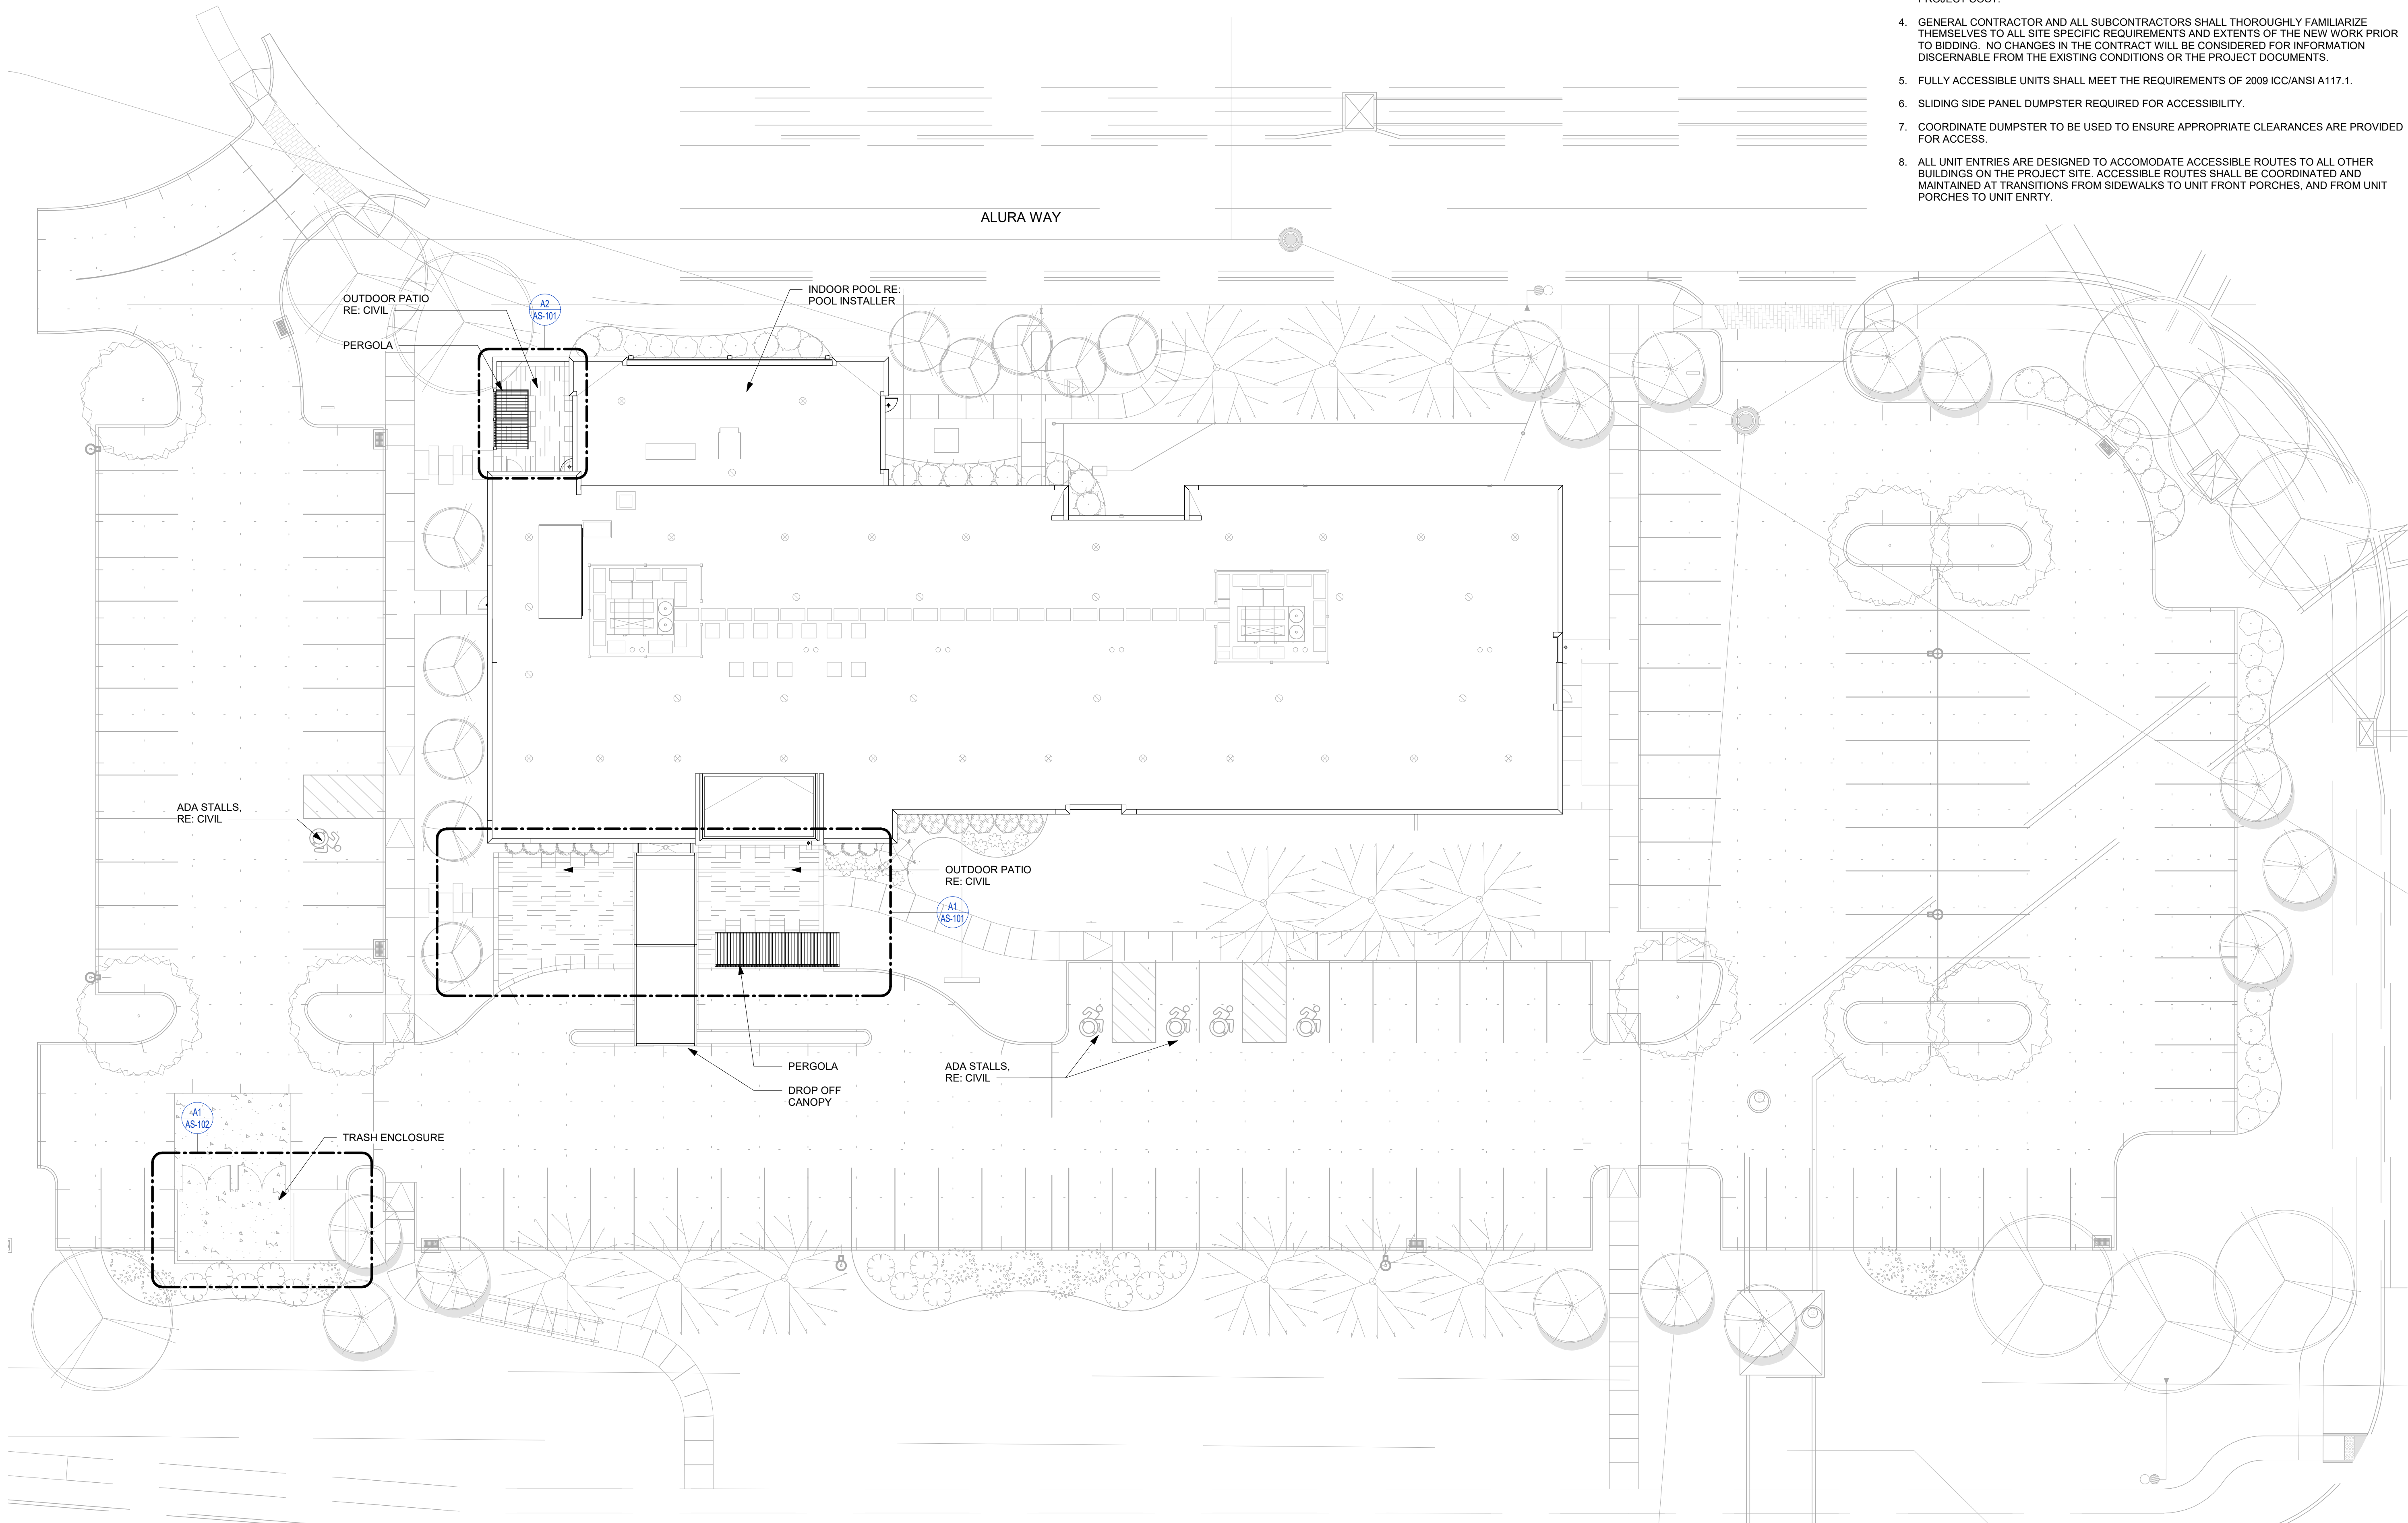 PROJECT COST.
4. GENERAL CONTRACTOR AND ALL SUBCONTRACTORS SHALL THOROUGHLY FAMILIARIZE
THEMSELVES TO ALL SITE SPECIFIC REQUIREMENTS AND EXTENTS OF THE NEW WORK PRIOR
TO BIDDING. NO CHANGES IN THE CONTRACT WILL BE CONSIDERED FOR INFORMATION
DISCERNABLE FROM THE EXISTING CONDITIONS OR THE PROJECT DOCUMENTS.
5. FULLY ACCESSIBLE UNITS SHALL MEET THE REQUIREMENTS OF 2009 ICC/ANSI A117.1.
6. SLIDING SIDE PANEL DUMPSTER REQUIRED FOR ACCESSIBILITY.
7. COORDINATE DUMPSTER TO BE USED TO ENSURE APPROPRIATE CLEARANCES ARE PROVIDED
FOR ACCESS.
8. ALL UNIT ENTRIES ARE DESIGNED TO ACCOMODATE ACCESSIBLE ROUTES TO ALL OTHER
BUILDINGS ON THE PROJECT SITE. ACCESSIBLE ROUTES SHALL BE COORDINATED AND
MAINTAINED AT TRANSITIONS FROM SIDEWALKS TO UNIT FRONT PORCHES, AND FROM UNIT
PORCHES TO UNIT ENRTY.
ALURA WAY
OUTDOOR PATIO
RE: CIVIL
A2
AS-101
INDOOR POOL RE:
POOL INSTALLER
PERGOLA
ADA STALLS,
RE: CIVIL
OUTDOOR PATIO
RE: CIVIL
A1
AS-101
PERGOLA
ADA STALLS,
RE: CIVIL
DROP OFF
CANOPY
A1
AS-102
TRASH ENCLOSURE